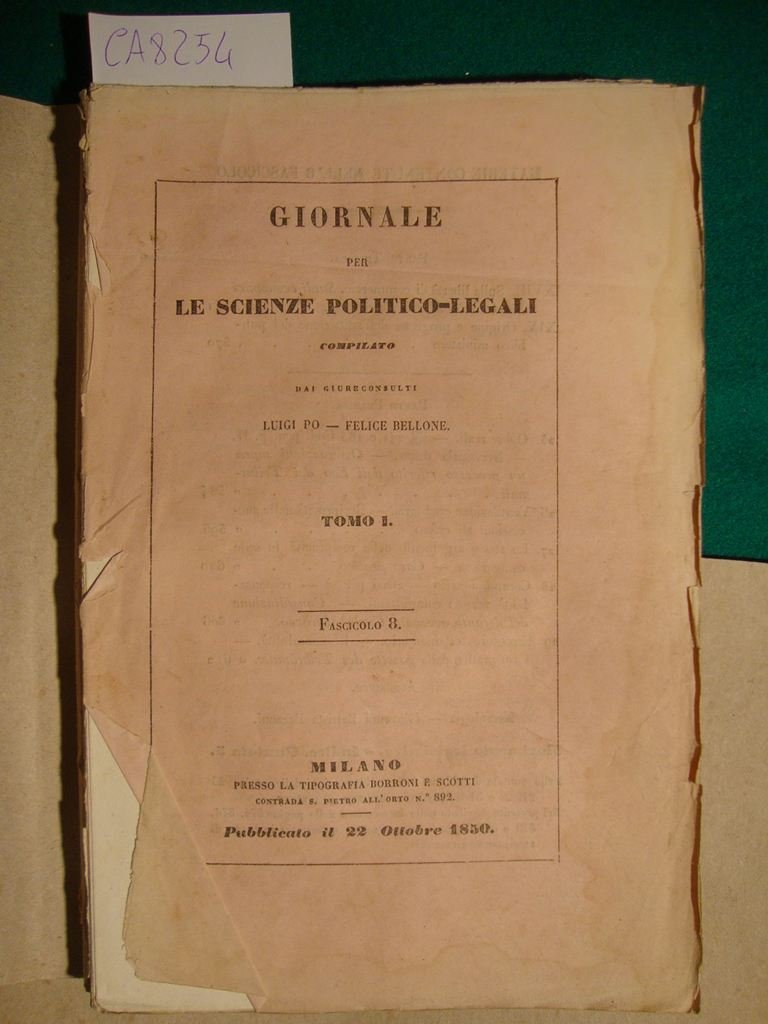 CA8254
GIORNALE
PER
LE SCIENZE POLITICO-LEGALI
COMPILATO
DAI GIURECONSULTI
LUIGI PO — FELICE BELLONE.
TOMO I.
FASCICOLO 8.
MILANO
PRESSO LA TIPOGRAFIA BORRONI E SCOTTI
CONTRADA S. PIETRO ALL'ORTO N.º 892.
Pubblicato il 22 Ottobre 1850.